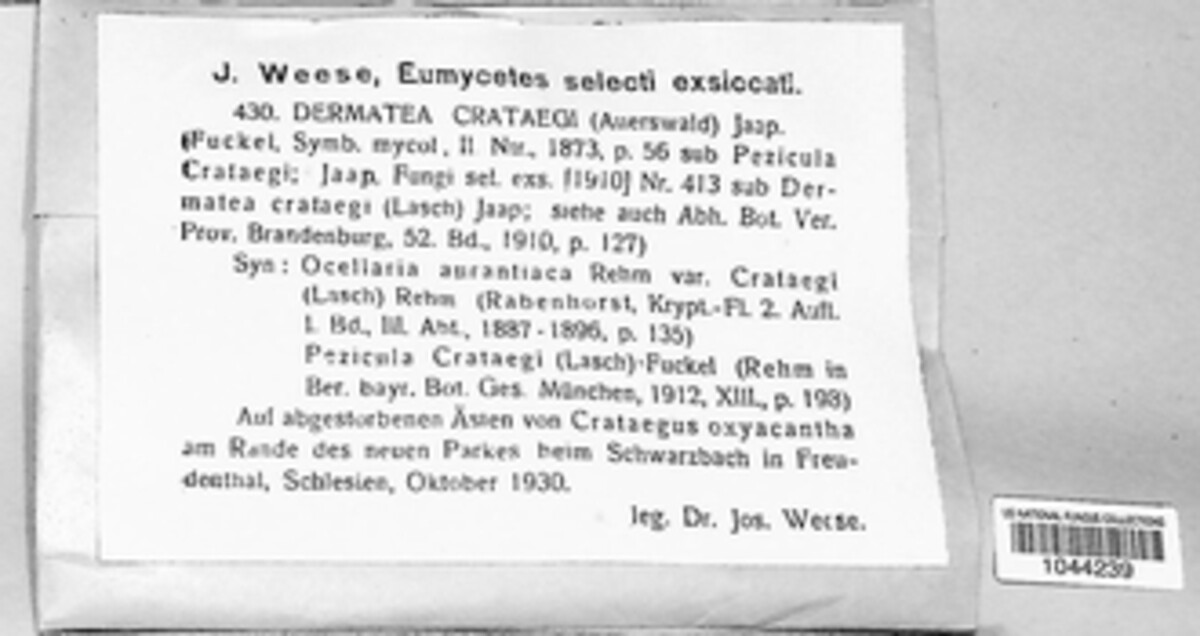 J. Weese, Eumycetes selecti exsiccati.
430. DERMATEA CRATAEGI (Auerswald) Jaap.
(Fuckel, Symb. mycol., II. Ntr., 1873, p. 56 sub Pezicula
Crataegi; Jaap, Fungi sel. exs. [1910] Nr. 413 sub Der-
matea crataegi (Lasch) Jaap; siehe auch Abh. Bot. Ver.
Prov. Brandenburg, 52. Bd., 1910, p. 127)
Syn: Ocellaria aurantiaca Rehm var. Crataegi
(Lasch) Rehm (Rabenhorst, Krypt.-Fl. 2. Aufl.
I. Bd., III. Abt., 1887-1896, p. 135)
Pezicula Crataegi (Lasch)-Fuckel (Rehm in
Ber. bayr. Bot. Ges. München, 1912, XIII., p. 198)
Auf abgestorbenen Ästen von Crataegus oxyacantha
am Rande des neuen Parkes beim Schwarzbach in Freu-
denthal, Schlesien, Oktober 1930.
leg. Dr. Jos. Weese.
US NATIONAL FUNGUS COLLECTIONS
1044239